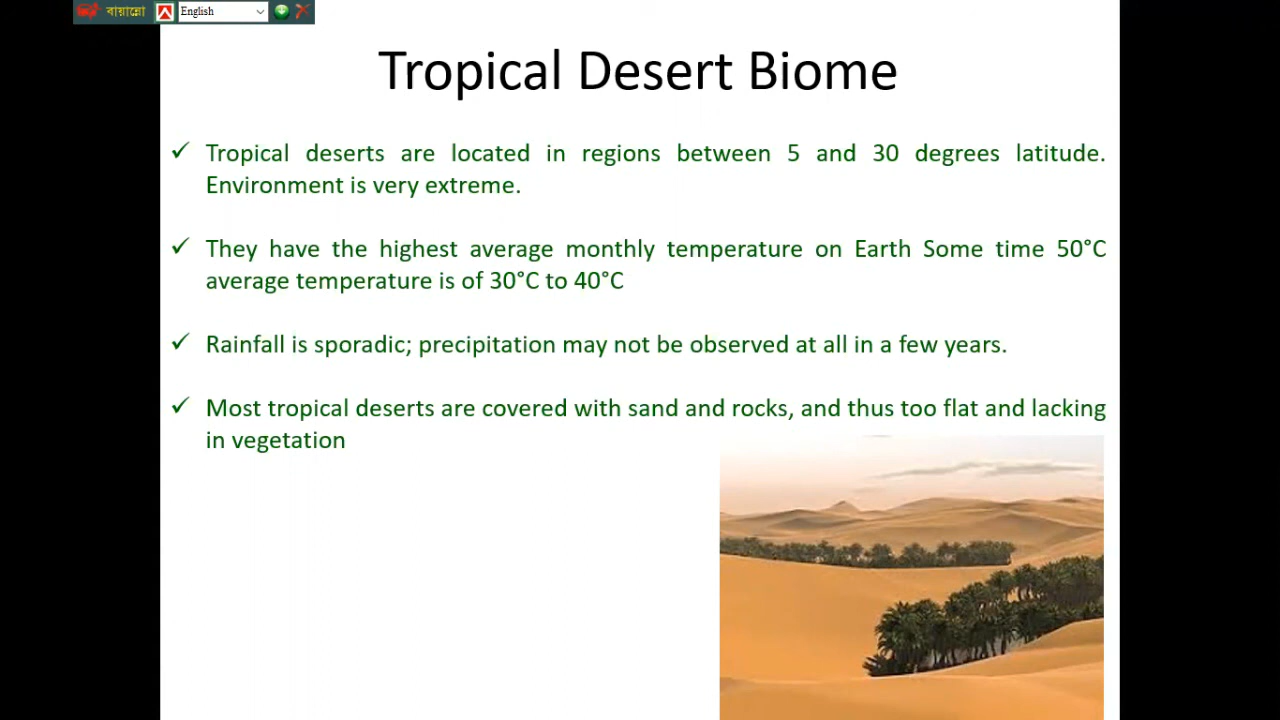 বায়ান্নো English
Tropical Desert Biome
✓ Tropical deserts are located in regions between 5 and 30 degrees latitude.
Environment is very extreme.
✓ They have the highest average monthly temperature on Earth Some time 50°C
average temperature is of 30°C to 40°C
✓ Rainfall is sporadic; precipitation may not be observed at all in a few years.
✓ Most tropical deserts are covered with sand and rocks, and thus too flat and lacking
in vegetation